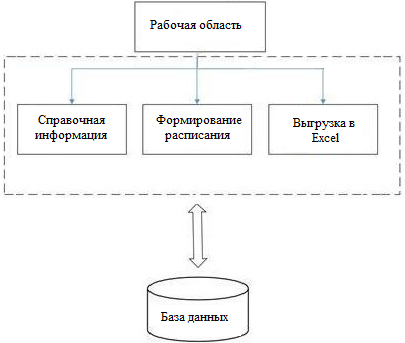 Рабочая область
Справочная
информация
Формирование
расписания
Выгрузка в
Excel
База данных